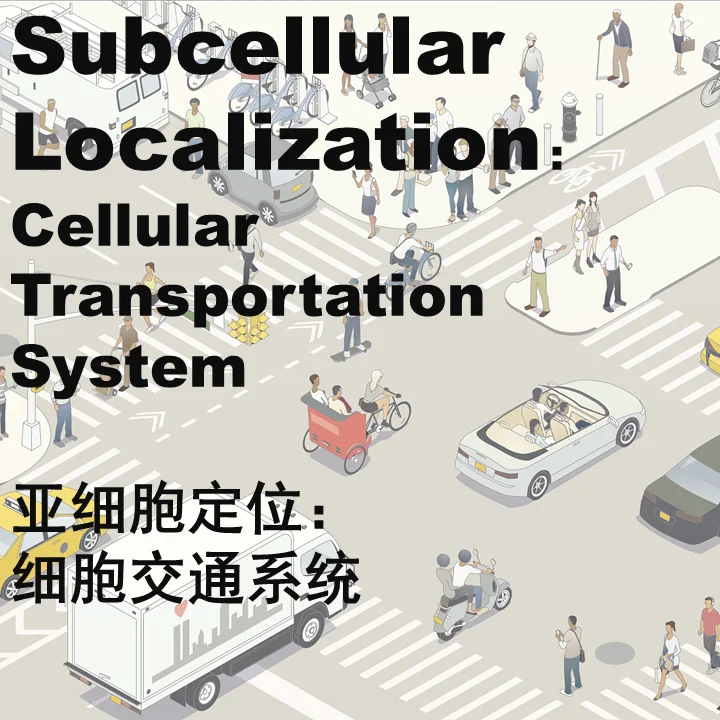 Subcellular
Localization:
Cellular
Transportation
System
亚细胞定位：
细胞交通系统